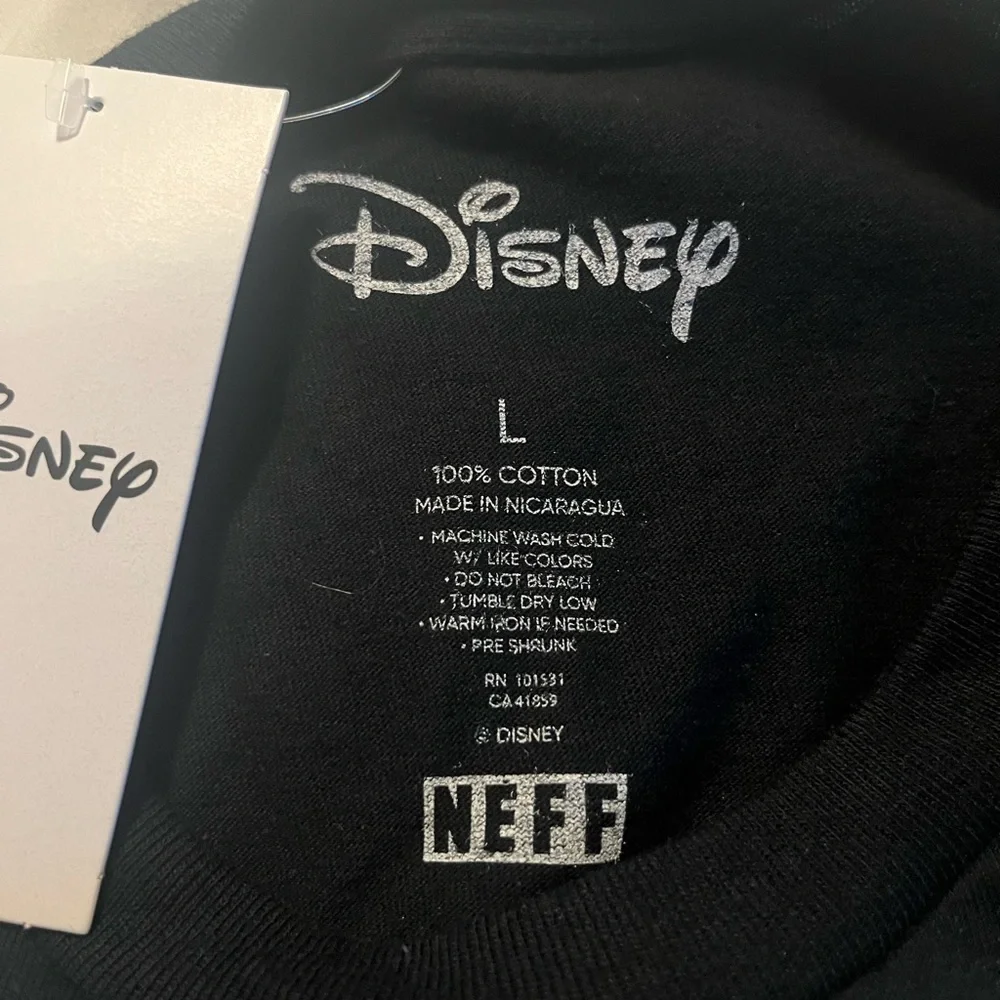 DISNEY
L
100% COTTON
MADE IN NICARAGUA
• MACHINE WASH COLD
W/ LIKE COLORS
• DO NOT BLEACH
• TUMBLE DRY LOW
• WARM IRON IF NEEDED
• PRE SHRUNK
RN 101531
CA 41859
© DISNEY
NEFF
ISNEY